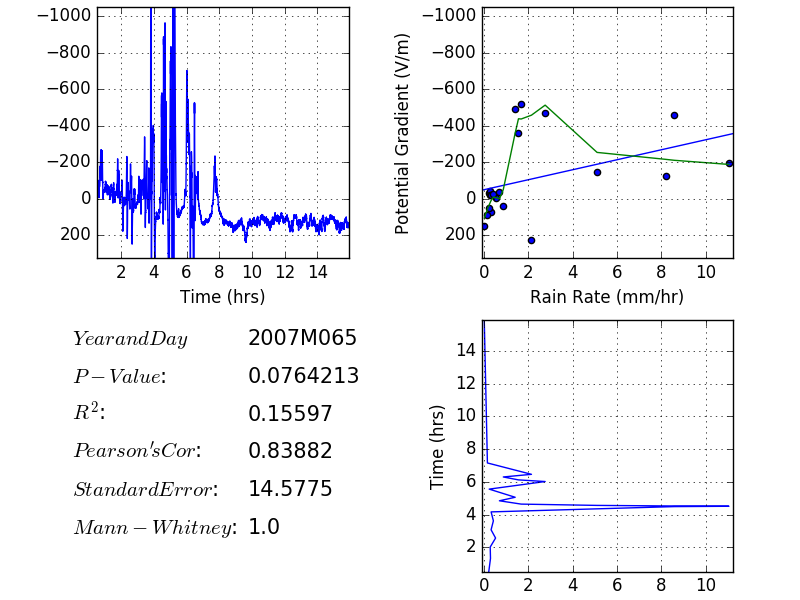 −1000
−800
−600
−400
−200
0
200
2 4 6 8 10 12 14
Time (hrs)
Potential Gradient (V/m)
−1000
−800
−600
−400
−200
0
200
0 2 4 6 8 10
Rain Rate (mm/hr)
YearandDay 2007M065
P−Value: 0.0764213
R²: 0.15597
Pearson'sCor: 0.83882
StandardError: 14.5775
Mann−Whitney: 1.0
Time (hrs)
14
12
10
8
6
4
2
0 2 4 6 8 10